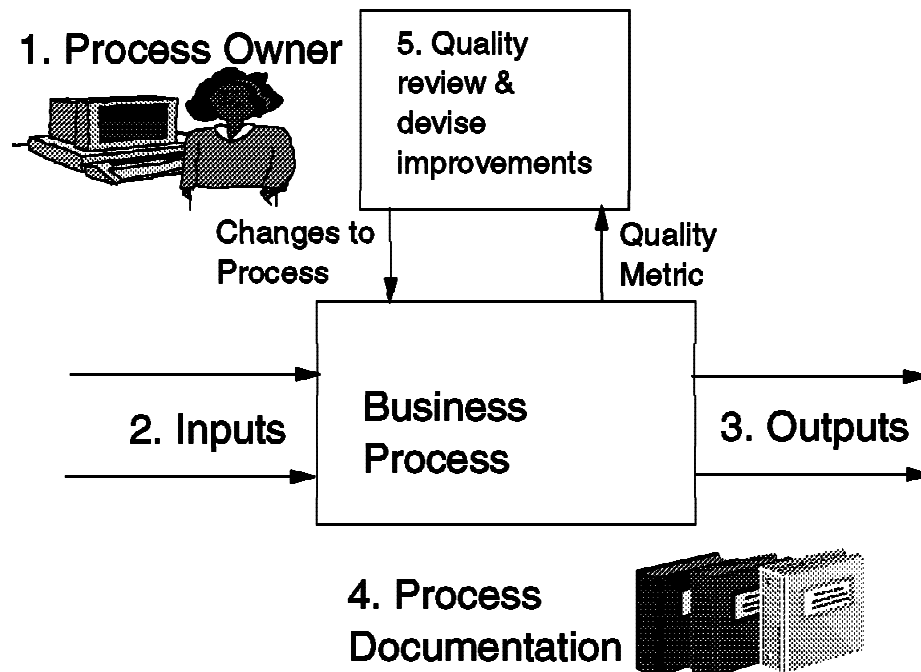 1. Process Owner
5. Quality
review &
devise
improvements
Changes to
Process
Quality
Metric
2. Inputs
Business
Process
3. Outputs
4. Process
Documentation